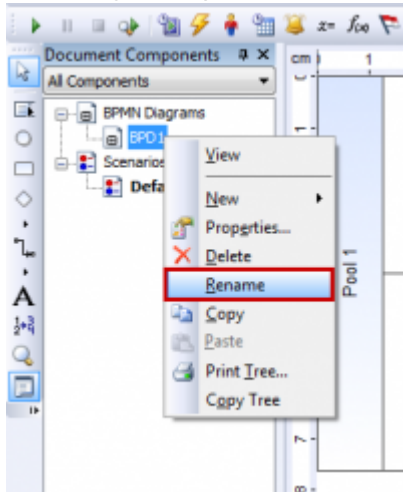 x= f(x)
Document Components
cm 1
All Components
BPMN Diagrams
BPD1
Scenarios
Defa
View
New
Properties...
Delete
Rename
Copy
Paste
Print Tree...
Copy Tree
Pool 1
A